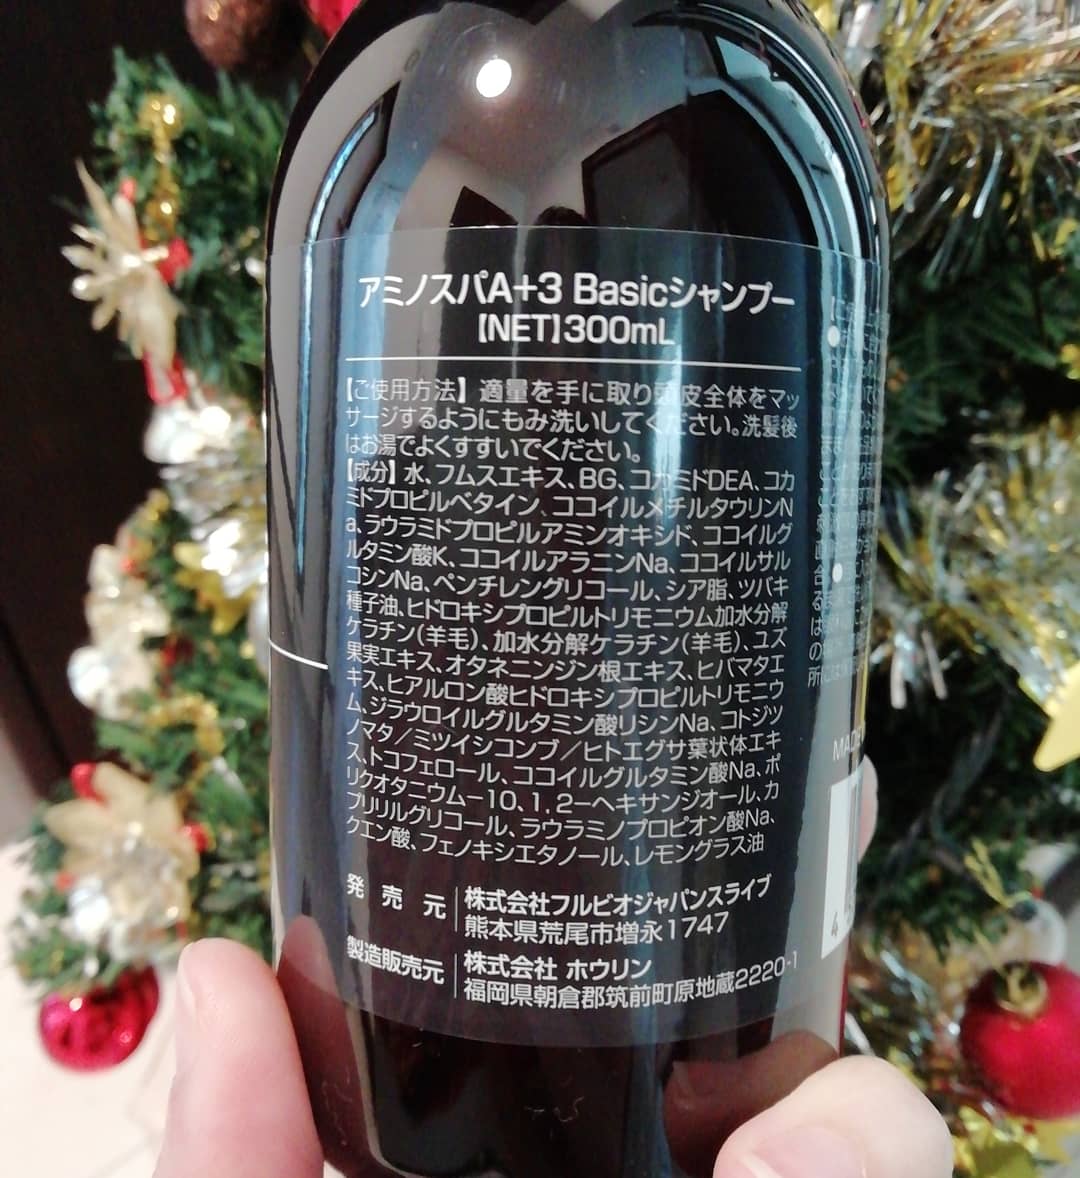 アミノスパA+3 Basicシャンプー
【NET】300mL
【ご使用方法】 適量を手に取り頭皮全体をマッ
サージするようにもみ洗いしてください。洗髪後
はお湯でよくすすいでください。
【成分】 水、フムスエキス、BG、コカミドDEA、コカ
ミドプロピルベタイン、ココイルメチルタウリンN
a、ラウラミドプロピルアミンオキシド、ココイルグ
ルタミン酸K、ココイルアラニンNa、ココイルサル
コシンNa、ペンチレングリコール、シア脂、ツバキ
種子油、ヒドロキシプロピルトリモニウム加水分解
ケラチン(羊毛)、加水分解ケラチン(羊毛)、ユズ
果実エキス、オタネニンジン根エキス、ヒバマタエ
キス、ヒアルロン酸ヒドロキシプロピルトリモニウ
ム、ジラウロイルグルタミン酸リシンNa、コトジツ
ノマタ／ミツイシコンブ／ヒトエグサ葉状体エキ
ス、トコフェロール、ココイルグルタミン酸Na、ポ
リクオタニウム－10、1,2－ヘキサンジオール、カ
プリリルグリコール、ラウラミノプロピオン酸Na、
クエン酸、フェノキシエタノール、レモングラス油
発 売 元 株式会社フルビオジャパンスライブ
熊本県荒尾市増永1747
製造販売元 株式会社 ホウリン
福岡県朝倉郡筑前町原地蔵2220-1